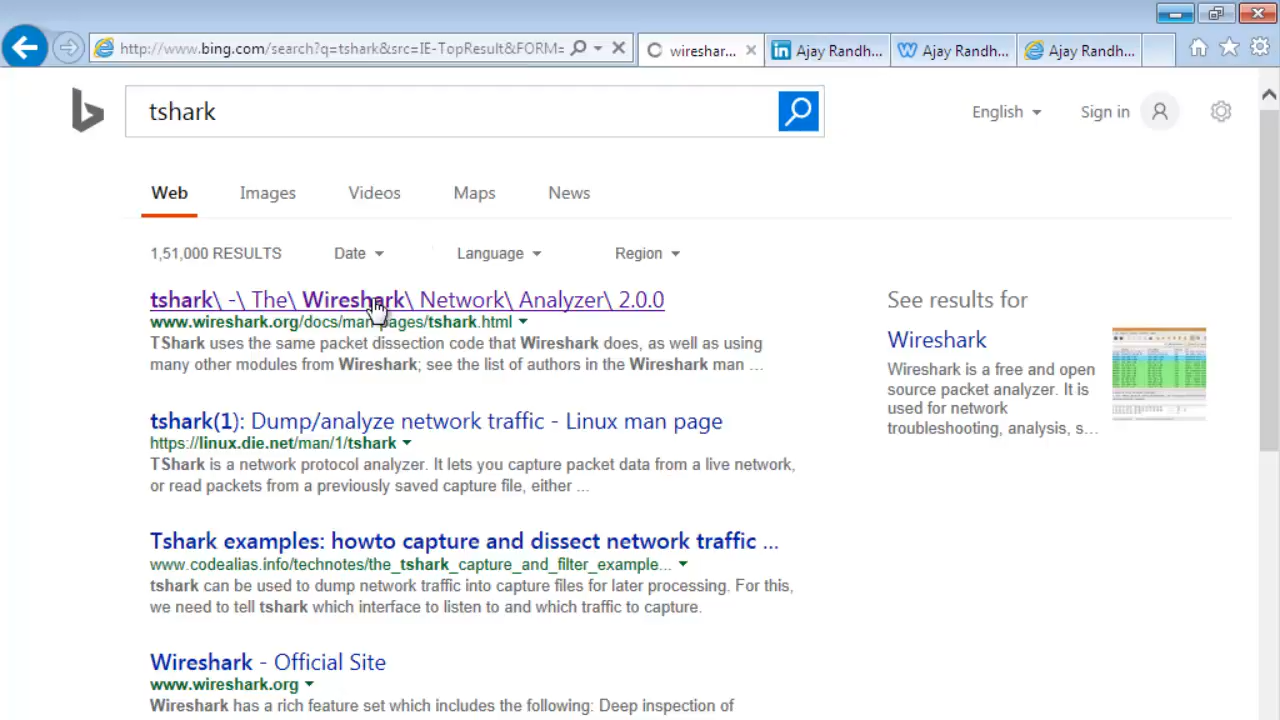 http://www.bing.com/search?q=tshark&src=IE-TopResult&FORM=
wireshar...
Ajay Randh...
Ajay Randh...
Ajay Randh...
tshark
English
Sign in
Web
Images
Videos
Maps
News
1,51,000 RESULTS
Date
Language
Region
tshark\ -\ The\ Wireshark\ Network\ Analyzer\ 2.0.0
www.wireshark.org/docs/man-pages/tshark.html
TShark uses the same packet dissection code that Wireshark does, as well as using
many other modules from Wireshark; see the list of authors in the Wireshark man ...
tshark(1): Dump/analyze network traffic - Linux man page
https://linux.die.net/man/1/tshark
TShark is a network protocol analyzer. It lets you capture packet data from a live network,
or read packets from a previously saved capture file, either ...
Tshark examples: howto capture and dissect network traffic ...
www.codealias.info/technotes/the_tshark_capture_and_filter_example...
tshark can be used to dump network traffic into capture files for later processing. For this,
we need to tell tshark which interface to listen to and which traffic to capture.
Wireshark - Official Site
www.wireshark.org
Wireshark has a rich feature set which includes the following: Deep inspection of
See results for
Wireshark
Wireshark is a free and open
source packet analyzer. It is
used for network
troubleshooting, analysis, s...